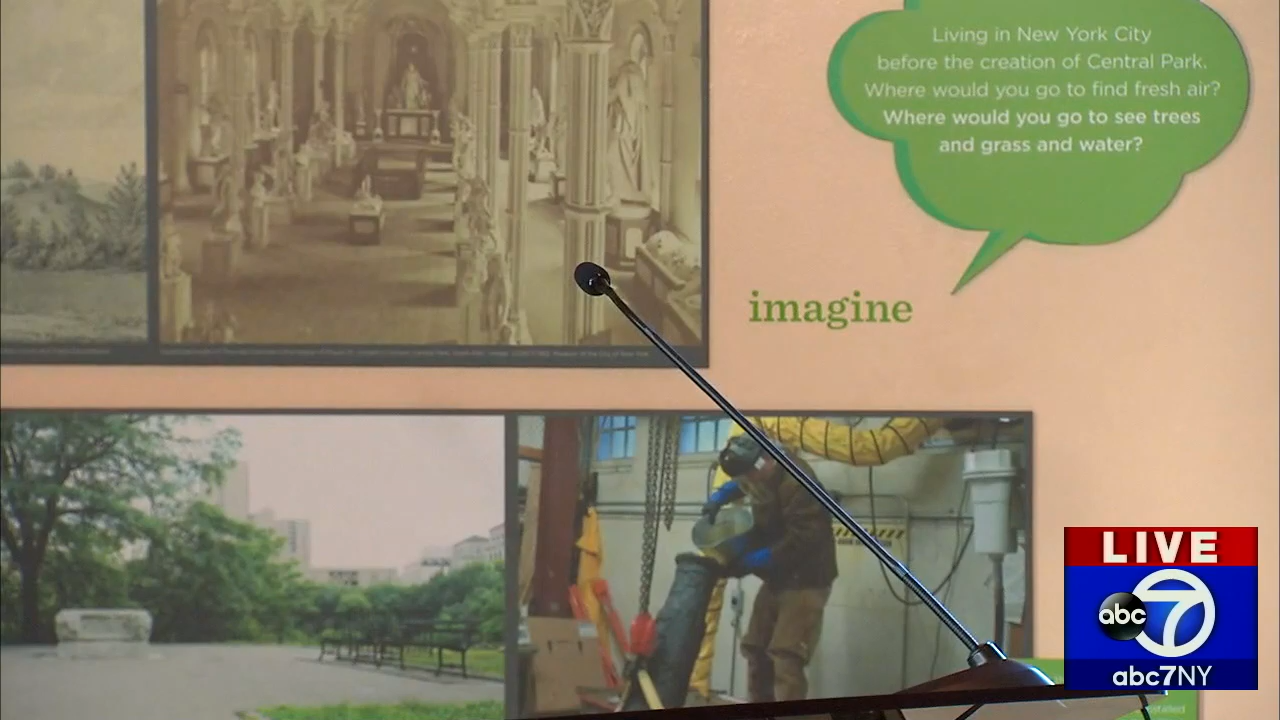 Living in New York City
before the creation of Central Park.
Where would you go to find fresh air?
Where would you go to see trees
and grass and water?
imagine
LIVE
abc 7
abc7NY